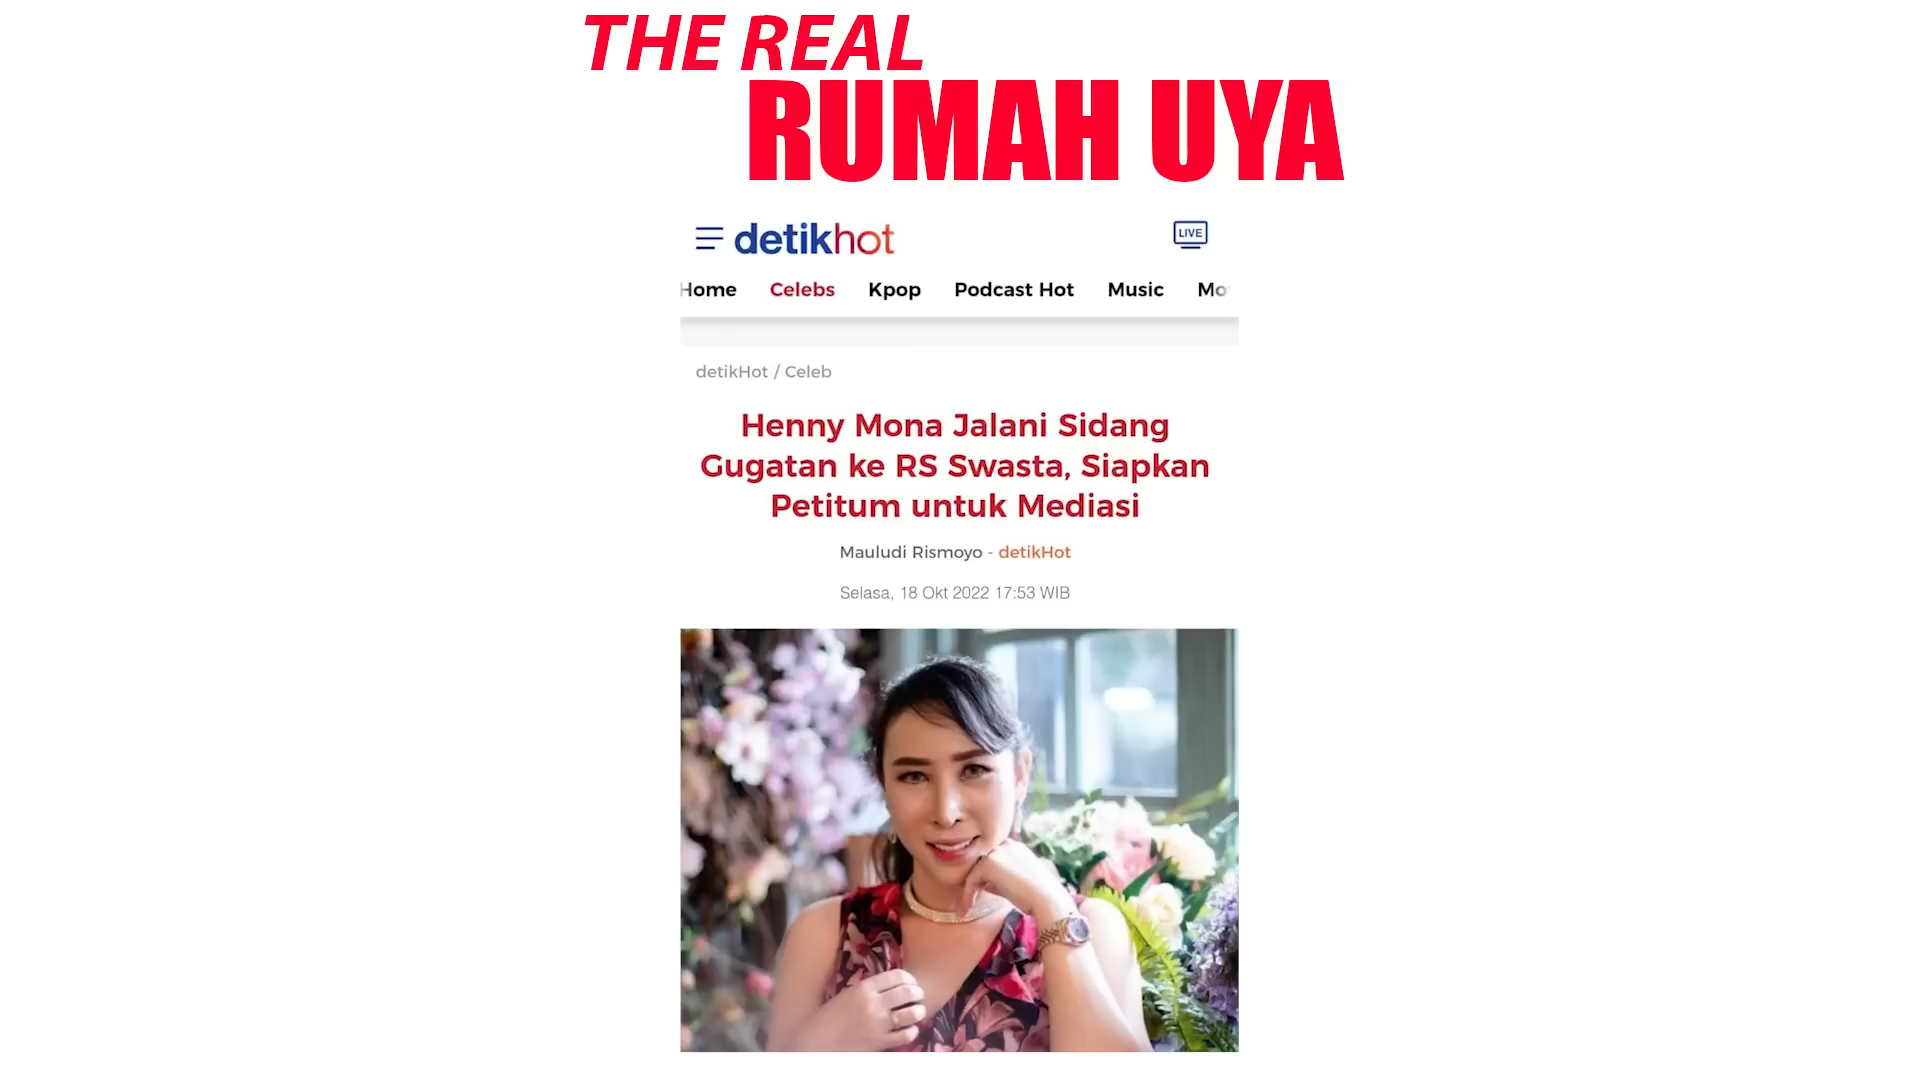 THE REAL
RUMAH UYA
detikhot
LIVE
Home Celebs Kpop Podcast Hot Music Mo
detikHot / Celeb
Henny Mona Jalani Sidang
Gugatan ke RS Swasta, Siapkan
Petitum untuk Mediasi
Mauludi Rismoyo - detikHot
Selasa, 18 Okt 2022 17:53 WIB